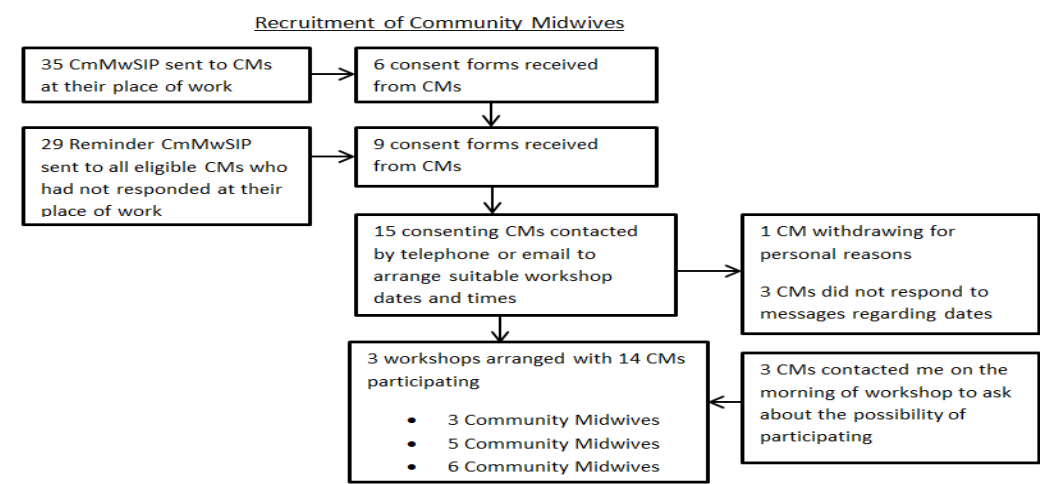 Recruitment of Community Midwives
35 CmMwSIP sent to CMs
at their place of work
6 consent forms received
from CMs
29 Reminder CmMwSIP
sent to all eligible CMs who
had not responded at their
place of work
9 consent forms received
from CMs
15 consenting CMs contacted
by telephone or email to
arrange suitable workshop
dates and times
1 CM withdrawing for
personal reasons
3 CMs did not respond to
messages regarding dates
3 workshops arranged with 14 CMs
participating
• 3 Community Midwives
• 5 Community Midwives
• 6 Community Midwives
3 CMs contacted me on the
morning of workshop to ask
about the possibility of
participating